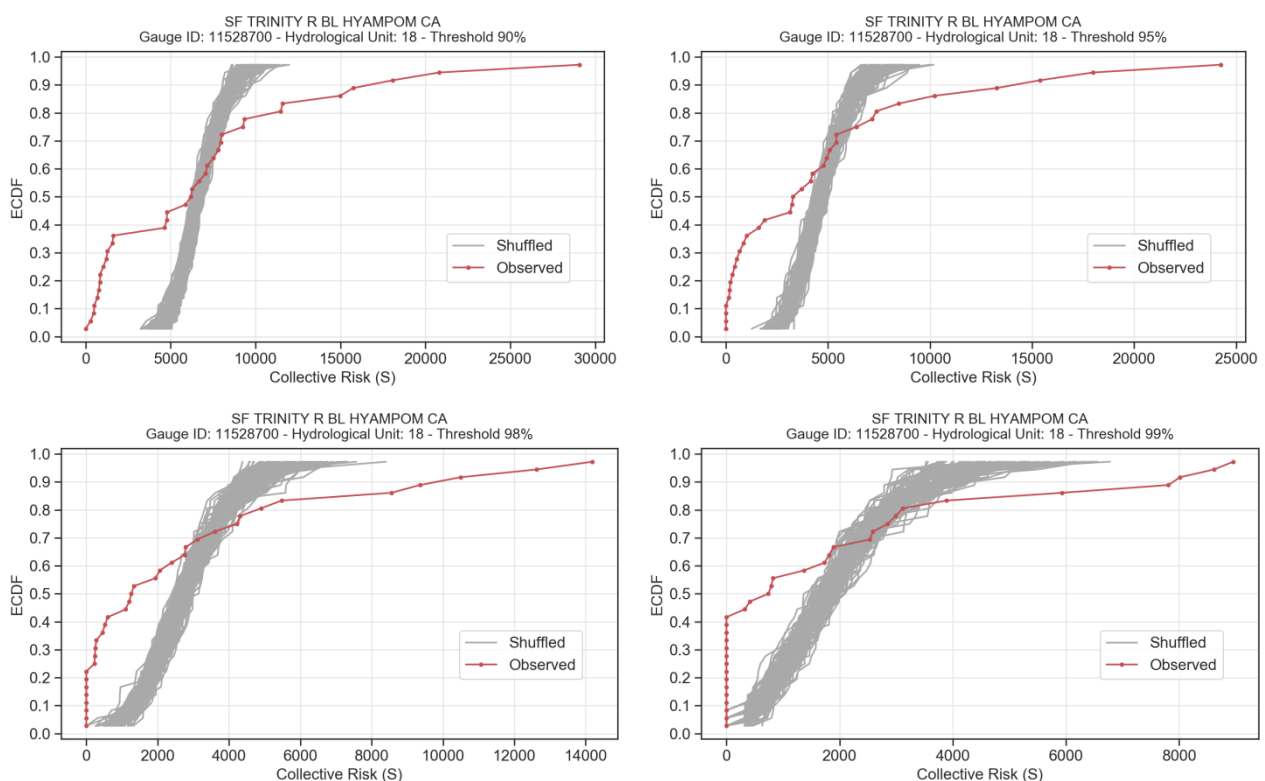 SF TRINITY R BL HYAMPOM CA
Gauge ID: 11528700 - Hydrological Unit: 18 - Threshold 90%
1.0
0.9
0.8
0.7
0.6
0.5
0.4
0.3
0.2
0.1
0.0
ECDF
Shuffled
Observed
0 5000 10000 15000 20000 25000 30000
Collective Risk (S)
SF TRINITY R BL HYAMPOM CA
Gauge ID: 11528700 - Hydrological Unit: 18 - Threshold 95%
1.0
0.9
0.8
0.7
0.6
0.5
0.4
0.3
0.2
0.1
0.0
ECDF
Shuffled
Observed
0 5000 10000 15000 20000 25000
Collective Risk (S)
SF TRINITY R BL HYAMPOM CA
Gauge ID: 11528700 - Hydrological Unit: 18 - Threshold 98%
1.0
0.9
0.8
0.7
0.6
0.5
0.4
0.3
0.2
0.1
0.0
ECDF
Shuffled
Observed
0 2000 4000 6000 8000 10000 12000 14000
Collective Risk (S)
SF TRINITY R BL HYAMPOM CA
Gauge ID: 11528700 - Hydrological Unit: 18 - Threshold 99%
1.0
0.9
0.8
0.7
0.6
0.5
0.4
0.3
0.2
0.1
0.0
ECDF
Shuffled
Observed
0 2000 4000 6000 8000
Collective Risk (S)